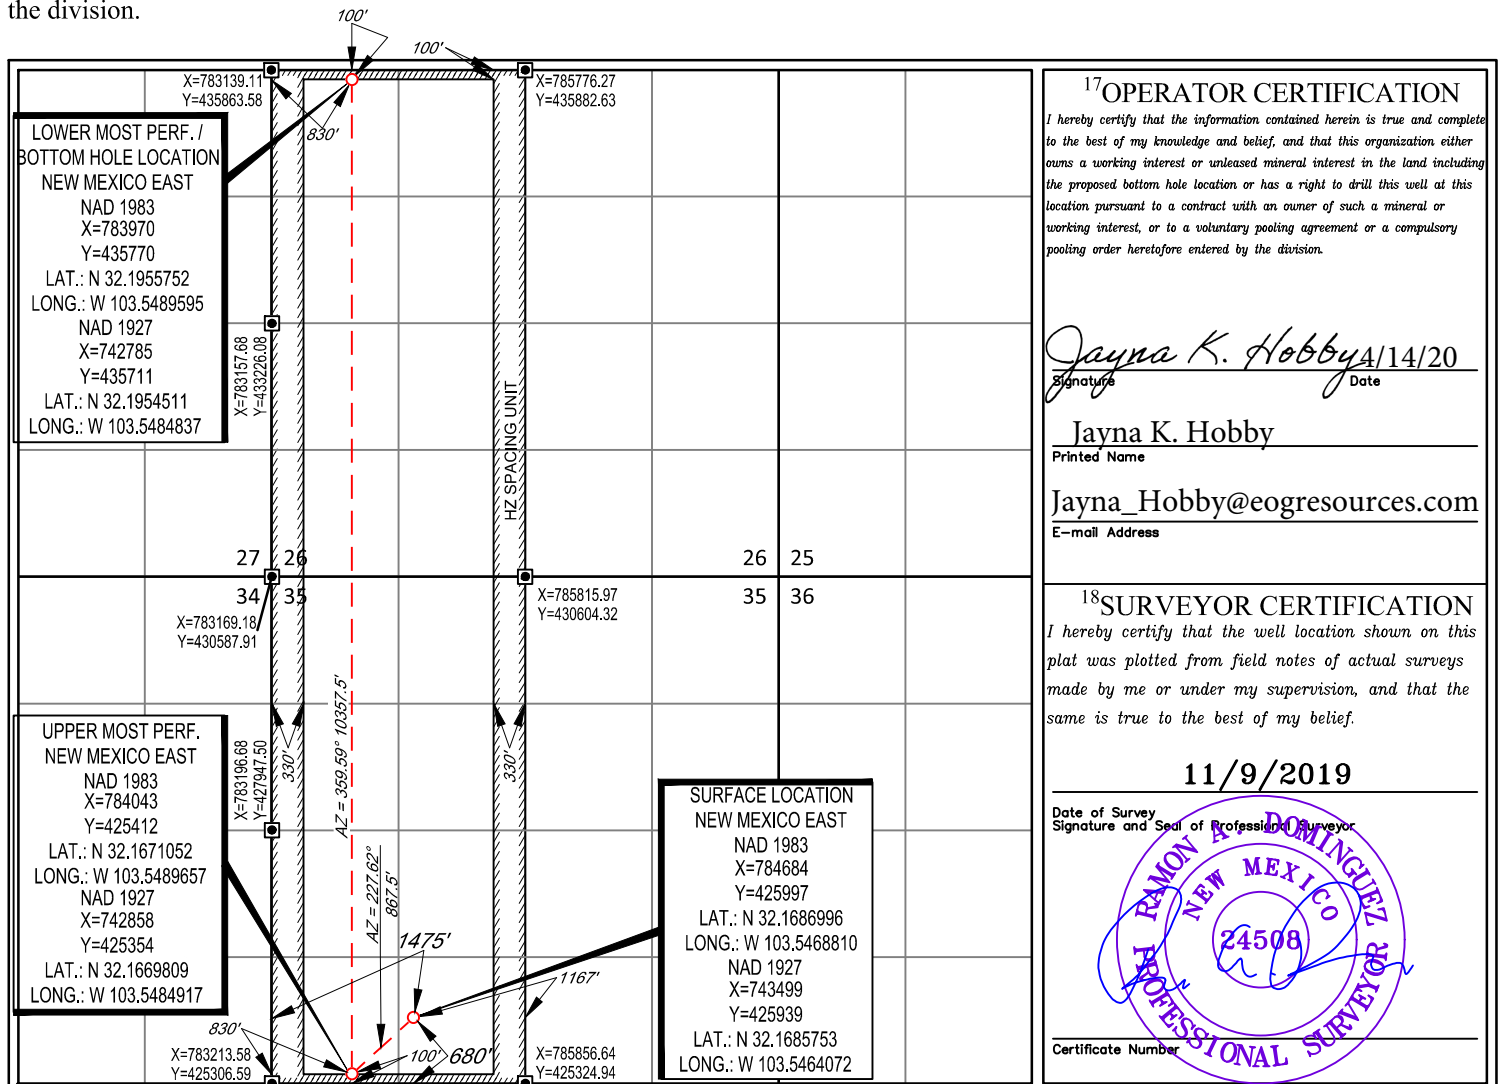 the division.
100'
100'
X=783139.11
Y=435863.58
X=785776.27
Y=435882.63
830'
LOWER MOST PERF. /
BOTTOM HOLE LOCATION
NEW MEXICO EAST
NAD 1983
X=783970
Y=435770
LAT.: N 32.1955752
LONG.: W 103.5489595
NAD 1927
X=742785
Y=435711
LAT.: N 32.1954511
LONG.: W 103.5484837
X=783157.68
Y=433226.08
HZ SPACING UNIT
27 26
34 35
26 25
35 36
X=783169.18
Y=430587.91
X=785815.97
Y=430604.32
UPPER MOST PERF.
NEW MEXICO EAST
NAD 1983
X=784043
Y=425412
LAT.: N 32.1671052
LONG.: W 103.5489657
NAD 1927
X=742858
Y=425354
LAT.: N 32.1669809
LONG.: W 103.5484917
X=783196.68
Y=427947.50
330'
AZ = 359.59° 10357.5'
330'
AZ = 227.62°
867.5'
1475'
1167'
SURFACE LOCATION
NEW MEXICO EAST
NAD 1983
X=784684
Y=425997
LAT.: N 32.1686996
LONG.: W 103.5468810
NAD 1927
X=743499
Y=425939
LAT.: N 32.1685753
LONG.: W 103.5464072
830'
100'
680'
X=783213.58
Y=425306.59
X=785856.64
Y=425324.94
17 OPERATOR CERTIFICATION
I hereby certify that the information contained herein is true and complete
to the best of my knowledge and belief, and that this organization either
owns a working interest or unleased mineral interest in the land including
the proposed bottom hole location or has a right to drill this well at this
location pursuant to a contract with an owner of such a mineral or
working interest, or to a voluntary pooling agreement or a compulsory
pooling order heretofore entered by the division.
Jayna K. Hobby 4/14/20
Signature Date
Jayna K. Hobby
Printed Name
Jayna_Hobby@eogresources.com
E-mail Address
18 SURVEYOR CERTIFICATION
I hereby certify that the well location shown on this
plat was plotted from field notes of actual surveys
made by me or under my supervision, and that the
same is true to the best of my belief.
11/9/2019
Date of Survey
Signature and Seal of Professional Surveyor
RAMON A. DOMINGUEZ
NEW MEXICO
24508
PROFESSIONAL SURVEYOR
Certificate Number